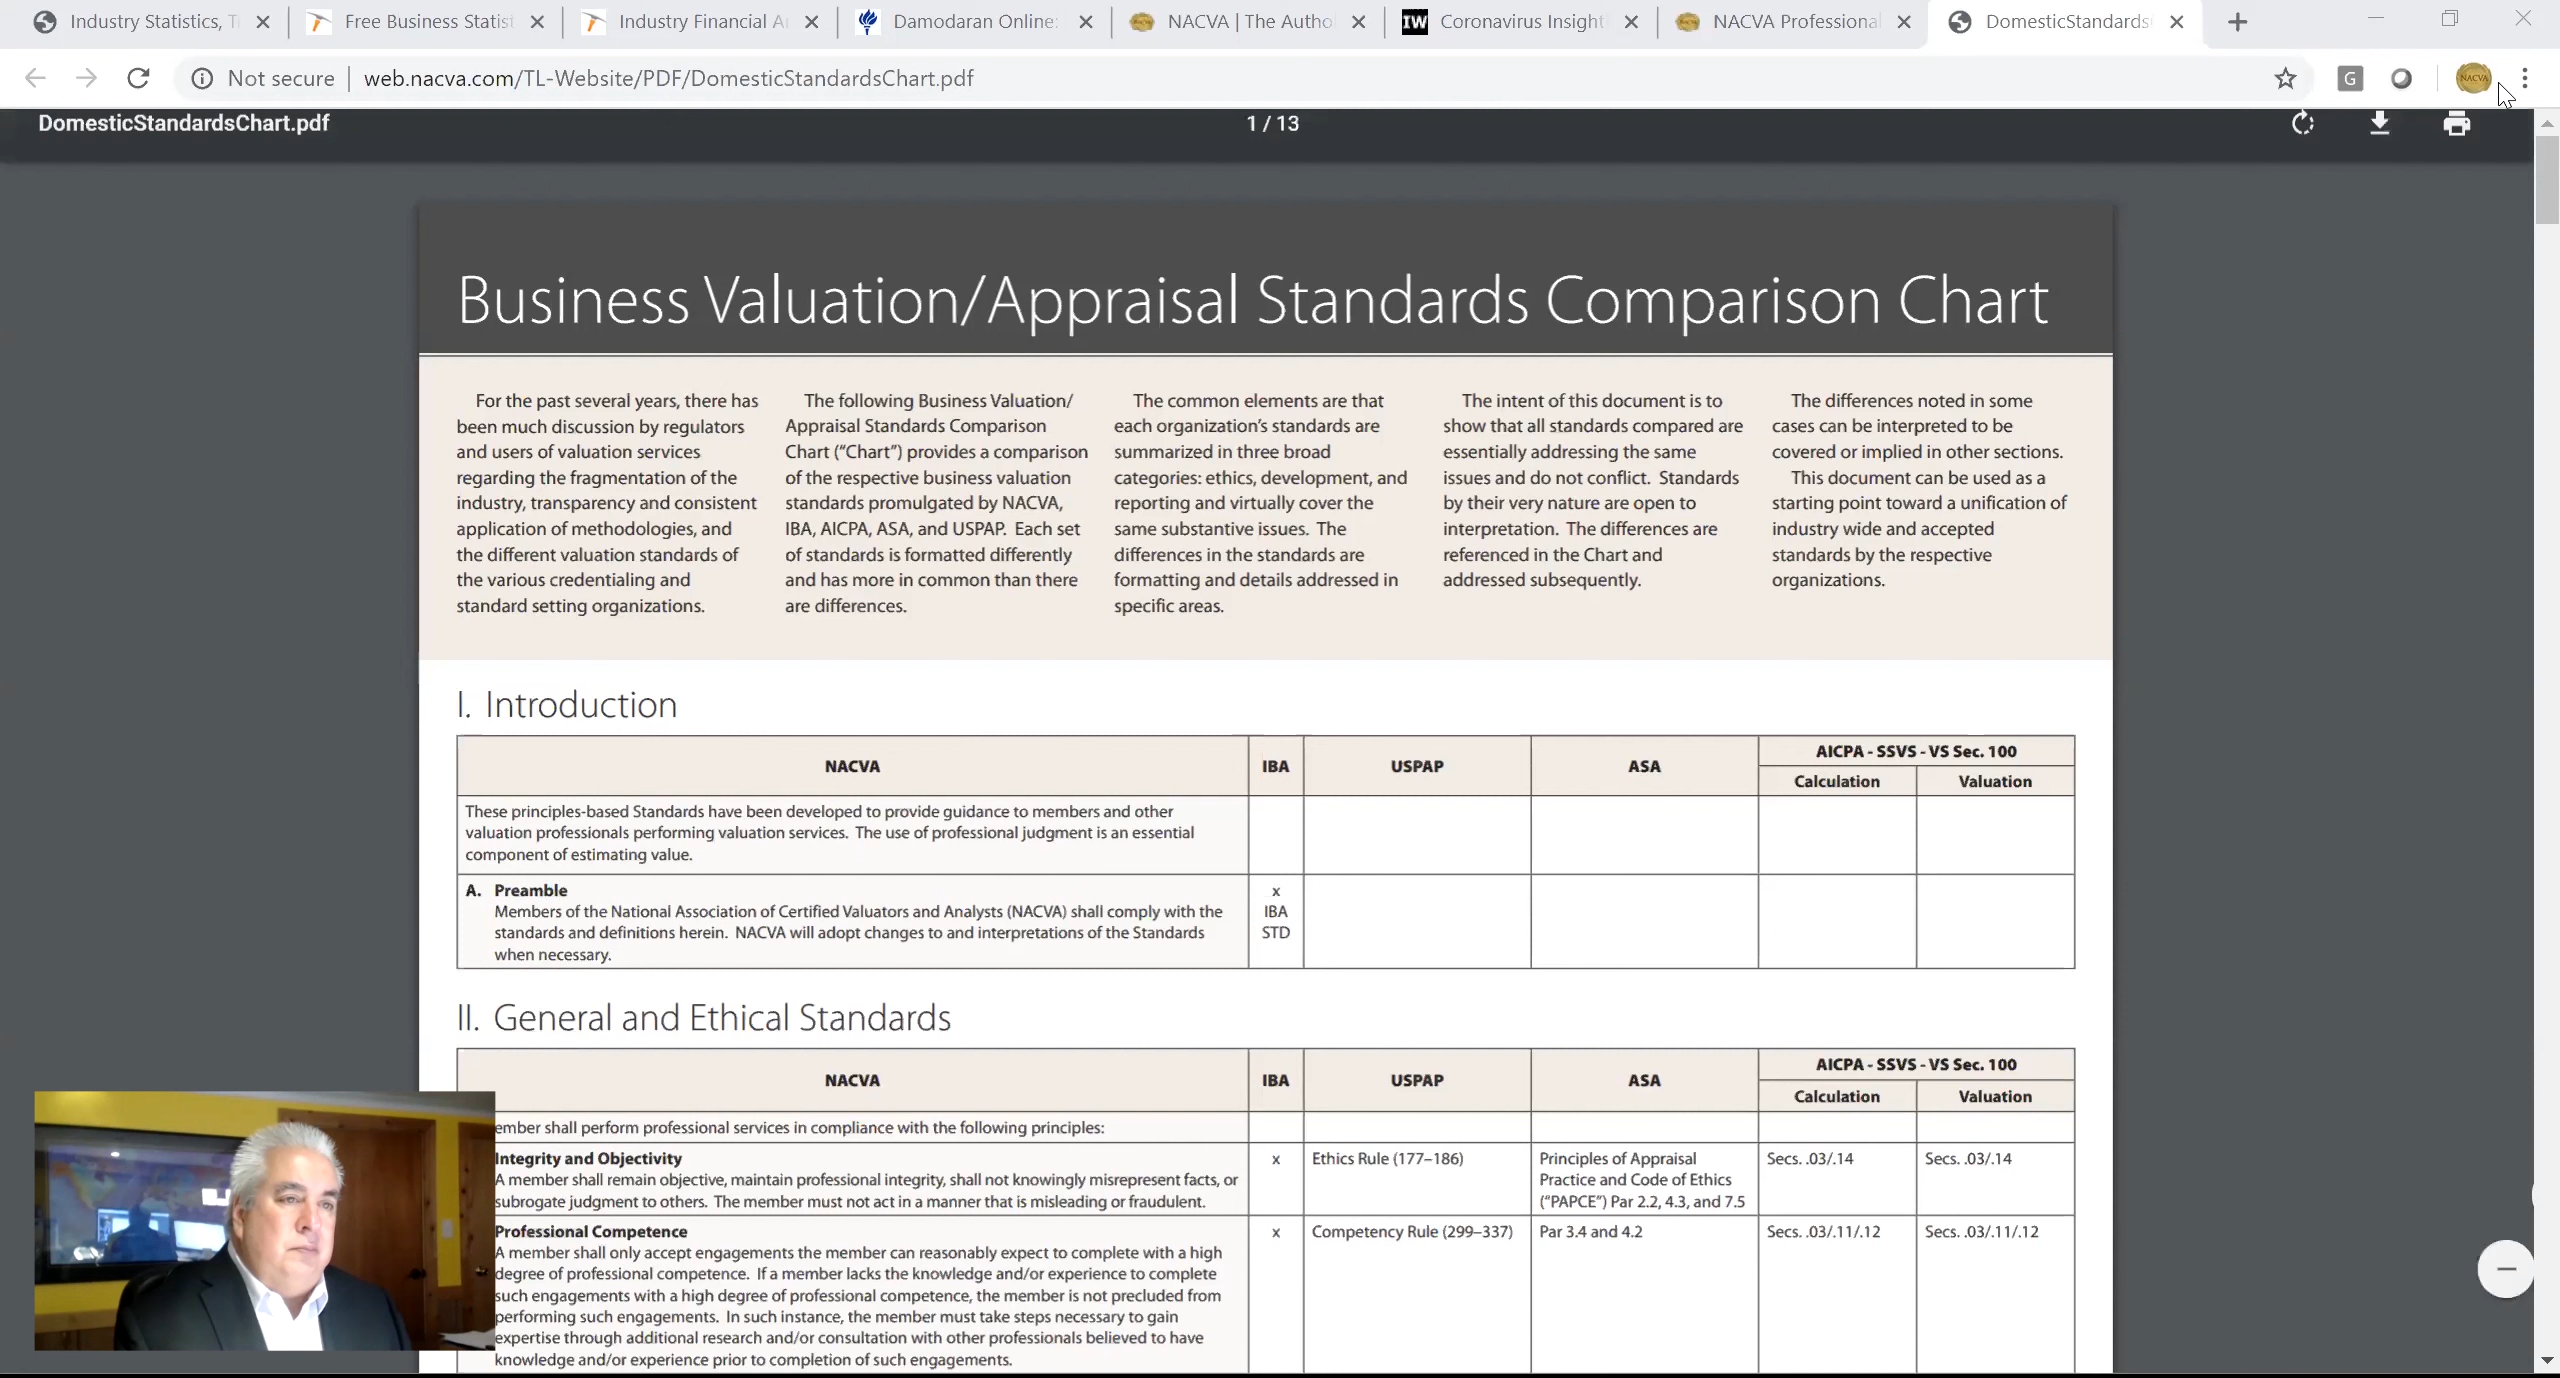 Industry Statistics, T
Free Business Statist
Industry Financial A
Damodaran Online:
NACVA | The Autho
IW
Coronavirus Insight
NACVA Professional
DomesticStandards
Not secure
web.nacva.com/TL-Website/PDF/DomesticStandardsChart.pdf
G
NACVA
DomesticStandardsChart.pdf
1 / 13
Business Valuation/Appraisal Standards Comparison Chart
For the past several years, there has
been much discussion by regulators
and users of valuation services
regarding the fragmentation of the
industry, transparency and consistent
application of methodologies, and
the different valuation standards of
the various credentialing and
standard setting organizations.
The following Business Valuation/
Appraisal Standards Comparison
Chart (“Chart”) provides a comparison
of the respective business valuation
standards promulgated by NACVA,
IBA, AICPA, ASA, and USPAP. Each set
of standards is formatted differently
and has more in common than there
are differences.
The common elements are that
each organization’s standards are
summarized in three broad
categories: ethics, development, and
reporting and virtually cover the
same substantive issues. The
differences in the standards are
formatting and details addressed in
specific areas.
The intent of this document is to
show that all standards compared are
essentially addressing the same
issues and do not conflict. Standards
by their very nature are open to
interpretation. The differences are
referenced in the Chart and
addressed subsequently.
The differences noted in some
cases can be interpreted to be
covered or implied in other sections.
This document can be used as a
starting point toward a unification of
industry wide and accepted
standards by the respective
organizations.
I. Introduction
NACVA
IBA
USPAP
ASA
AICPA - SSVS - VS Sec. 100
Calculation
Valuation
These principles-based Standards have been developed to provide guidance to members and other
valuation professionals performing valuation services. The use of professional judgment is an essential
component of estimating value.
A. Preamble
Members of the National Association of Certified Valuators and Analysts (NACVA) shall comply with the
standards and definitions herein. NACVA will adopt changes to and interpretations of the Standards
when necessary.
x
IBA
STD
II. General and Ethical Standards
NACVA
IBA
USPAP
ASA
AICPA - SSVS - VS Sec. 100
Calculation
Valuation
ember shall perform professional services in compliance with the following principles:
Integrity and Objectivity
A member shall remain objective, maintain professional integrity, shall not knowingly misrepresent facts, or
subrogate judgment to others. The member must not act in a manner that is misleading or fraudulent.
x
Ethics Rule (177–186)
Principles of Appraisal
Practice and Code of Ethics
(“PAPCE”) Par 2.2, 4.3, and 7.5
Secs. .03/.14
Secs. .03/.14
Professional Competence
A member shall only accept engagements the member can reasonably expect to complete with a high
degree of professional competence. If a member lacks the knowledge and/or experience to complete
such engagements with a high degree of professional competence, the member is not precluded from
performing such engagements. In such instance, the member must take steps necessary to gain
expertise through additional research and/or consultation with other professionals believed to have
knowledge and/or experience prior to completion of such engagements.
x
Competency Rule (299–337)
Par 3.4 and 4.2
Secs. .03/.11/.12
Secs. .03/.11/.12